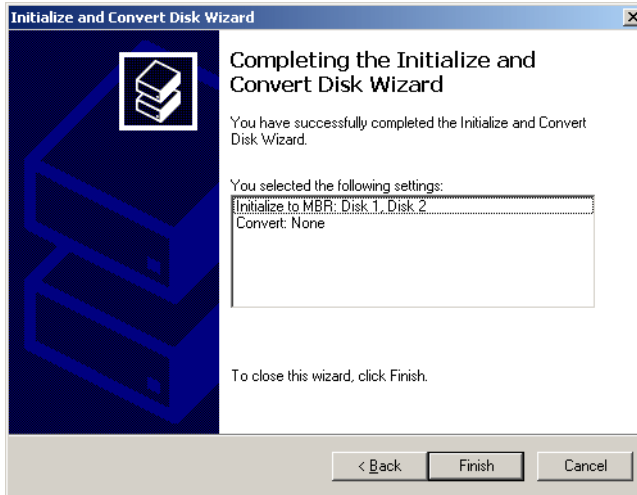 Initialize and Convert Disk Wizard
Completing the Initialize and
Convert Disk Wizard
You have successfully completed the Initialize and Convert
Disk Wizard.
You selected the following settings:
Initialize to MBR: Disk 1, Disk 2
Convert: None
To close this wizard, click Finish.
< Back Finish Cancel